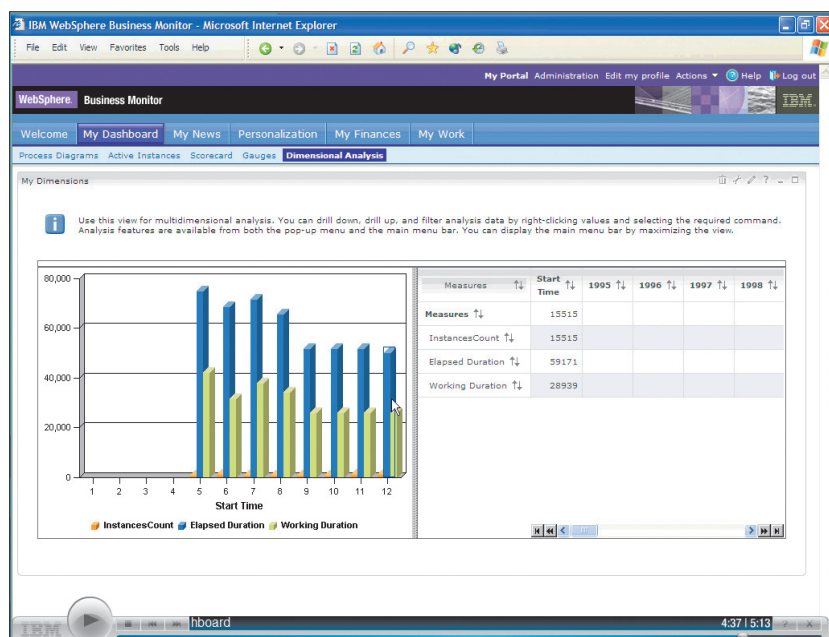 IBM WebSphere Business Monitor - Microsoft Internet Explorer
File Edit View Favorites Tools Help
My Portal Administration Edit my profile Actions Help Log out
WebSphere. Business Monitor IBM.
Welcome My Dashboard My News Personalization My Finances My Work
Process Diagrams Active Instances Scorecard Gauges Dimensional Analysis
My Dimensions
Use this view for multidimensional analysis. You can drill down, drill up, and filter analysis data by right-clicking values and selecting the required command.
Analysis features are available from both the pop-up menu and the main menu bar. You can display the main menu bar by maximizing the view.
80,000
60,000
40,000
20,000
0
1 2 3 4 5 6 7 8 9 10 11 12
Start Time
InstancesCount Elapsed Duration Working Duration
Measures Start Time 1995 1996 1997 1998
Measures 15515
InstancesCount 15515
Elapsed Duration 59171
Working Duration 28939
IBM hboard 4:37 | 5:13 ? X